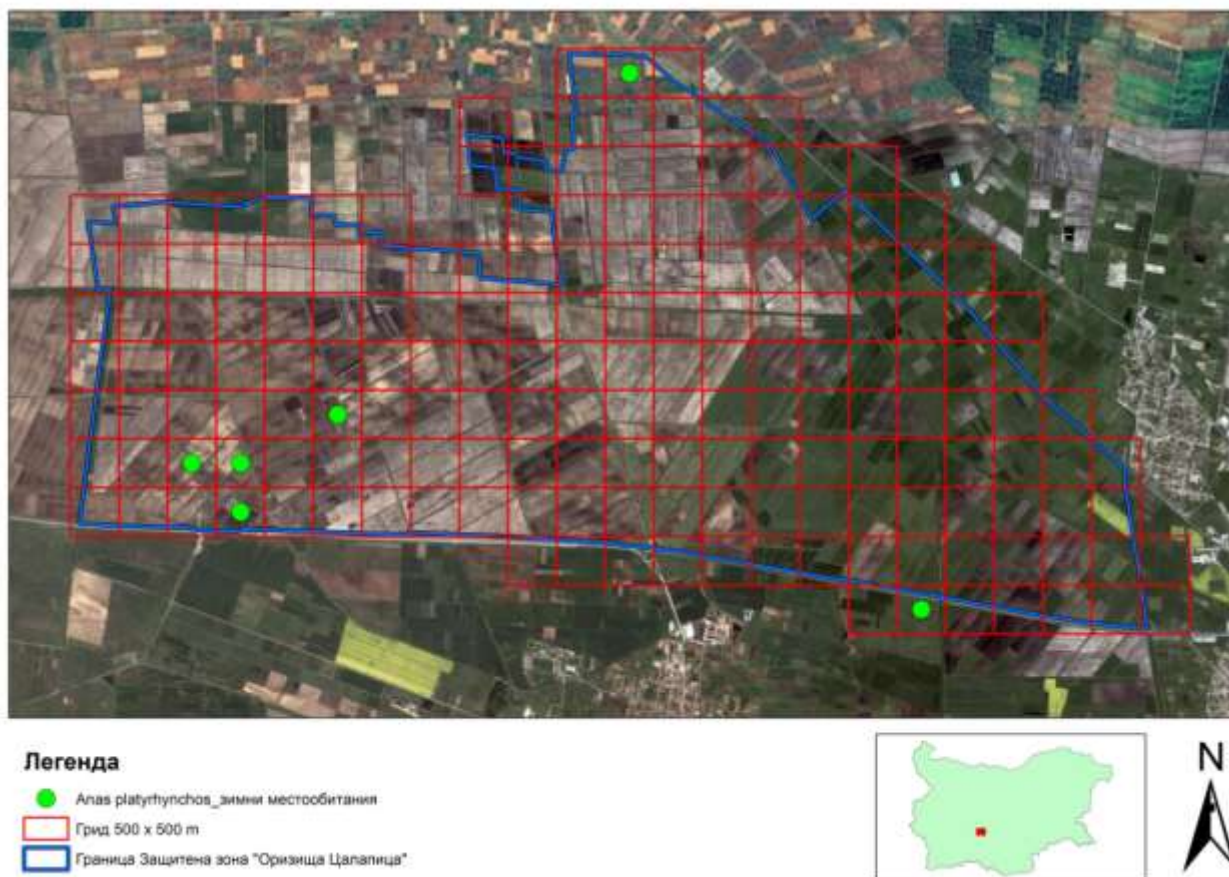 Легенда
Anas platyrhynchos_зимни местообитания
Грид 500 x 500 m
Граница Защитена зона "Оризища Цалапица"
N